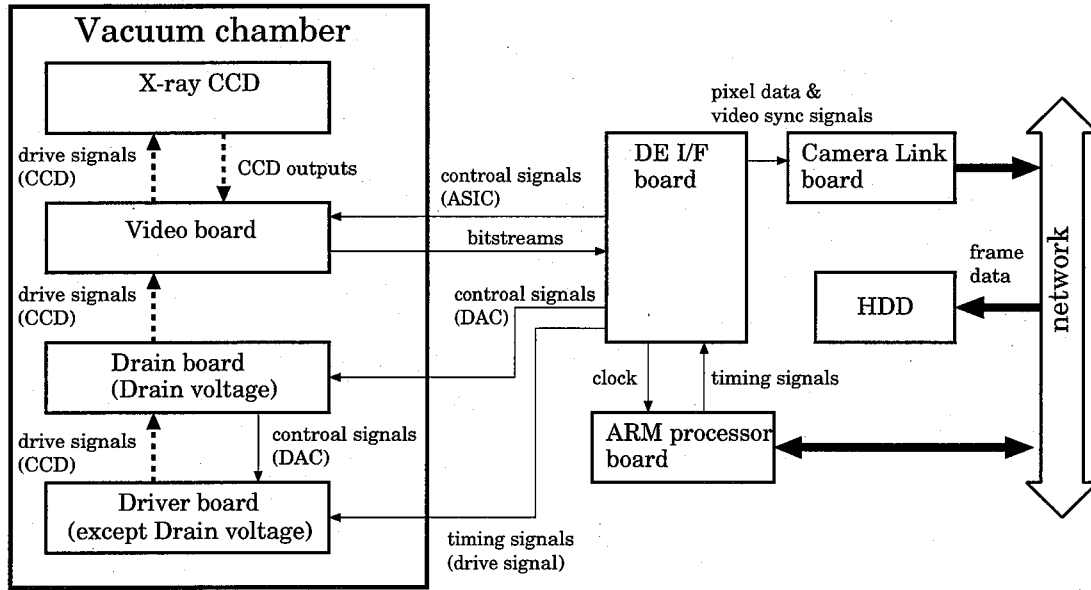 Vacuum chamber
X-ray CCD
drive signals
(CCD)
CCD outputs
Video board
drive signals
(CCD)
Drain board
(Drain voltage)
drive signals
(CCD)
controal signals
(DAC)
Driver board
(except Drain voltage)
controal signals
(ASIC)
bitstreams
controal signals
(DAC)
timing signals
(drive signal)
DE I/F
board
pixel data &
video sync signals
Camera Link
board
clock
timing signals
ARM processor
board
HDD
frame
data
network